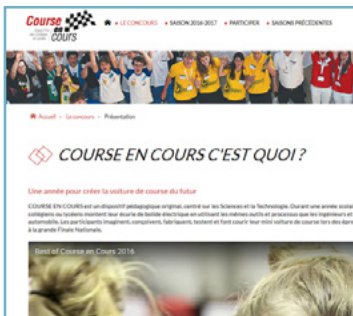 Course
en
COURS
LE CONCOURS
SAISON 2016-2017
PARTICIPER
SAISONS PRÉCÉDENTES
Accueil - Le concours - Présentation
COURSE EN COURS C'EST QUOI ?
Une année pour créer la voiture de course du futur
COURSE EN COURS est un dispositif pédagogique original, centré sur les Sciences et la Technologie. Durant une année scolai
collégiens ou lycéens montent leur écurie de bolide électrique en utilisant les mêmes outils et processus que les ingénieurs et
automobile. Les participants imaginent, conçoivent, fabriquent, testent et font courir leur mini voiture de course lors des épre
à la grande Finale Nationale.
Best of Course en Cours 2016